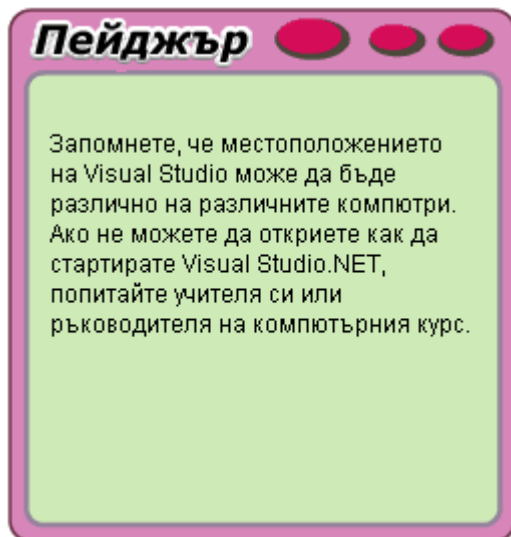 Пейджър
Запомнете, че местоположението
на Visual Studio може да бъде
различно на различните компютри.
Ако не можете да откриете как да
стартирате Visual Studio.NET,
попитайте учителя си или
ръководителя на компютърния курс.